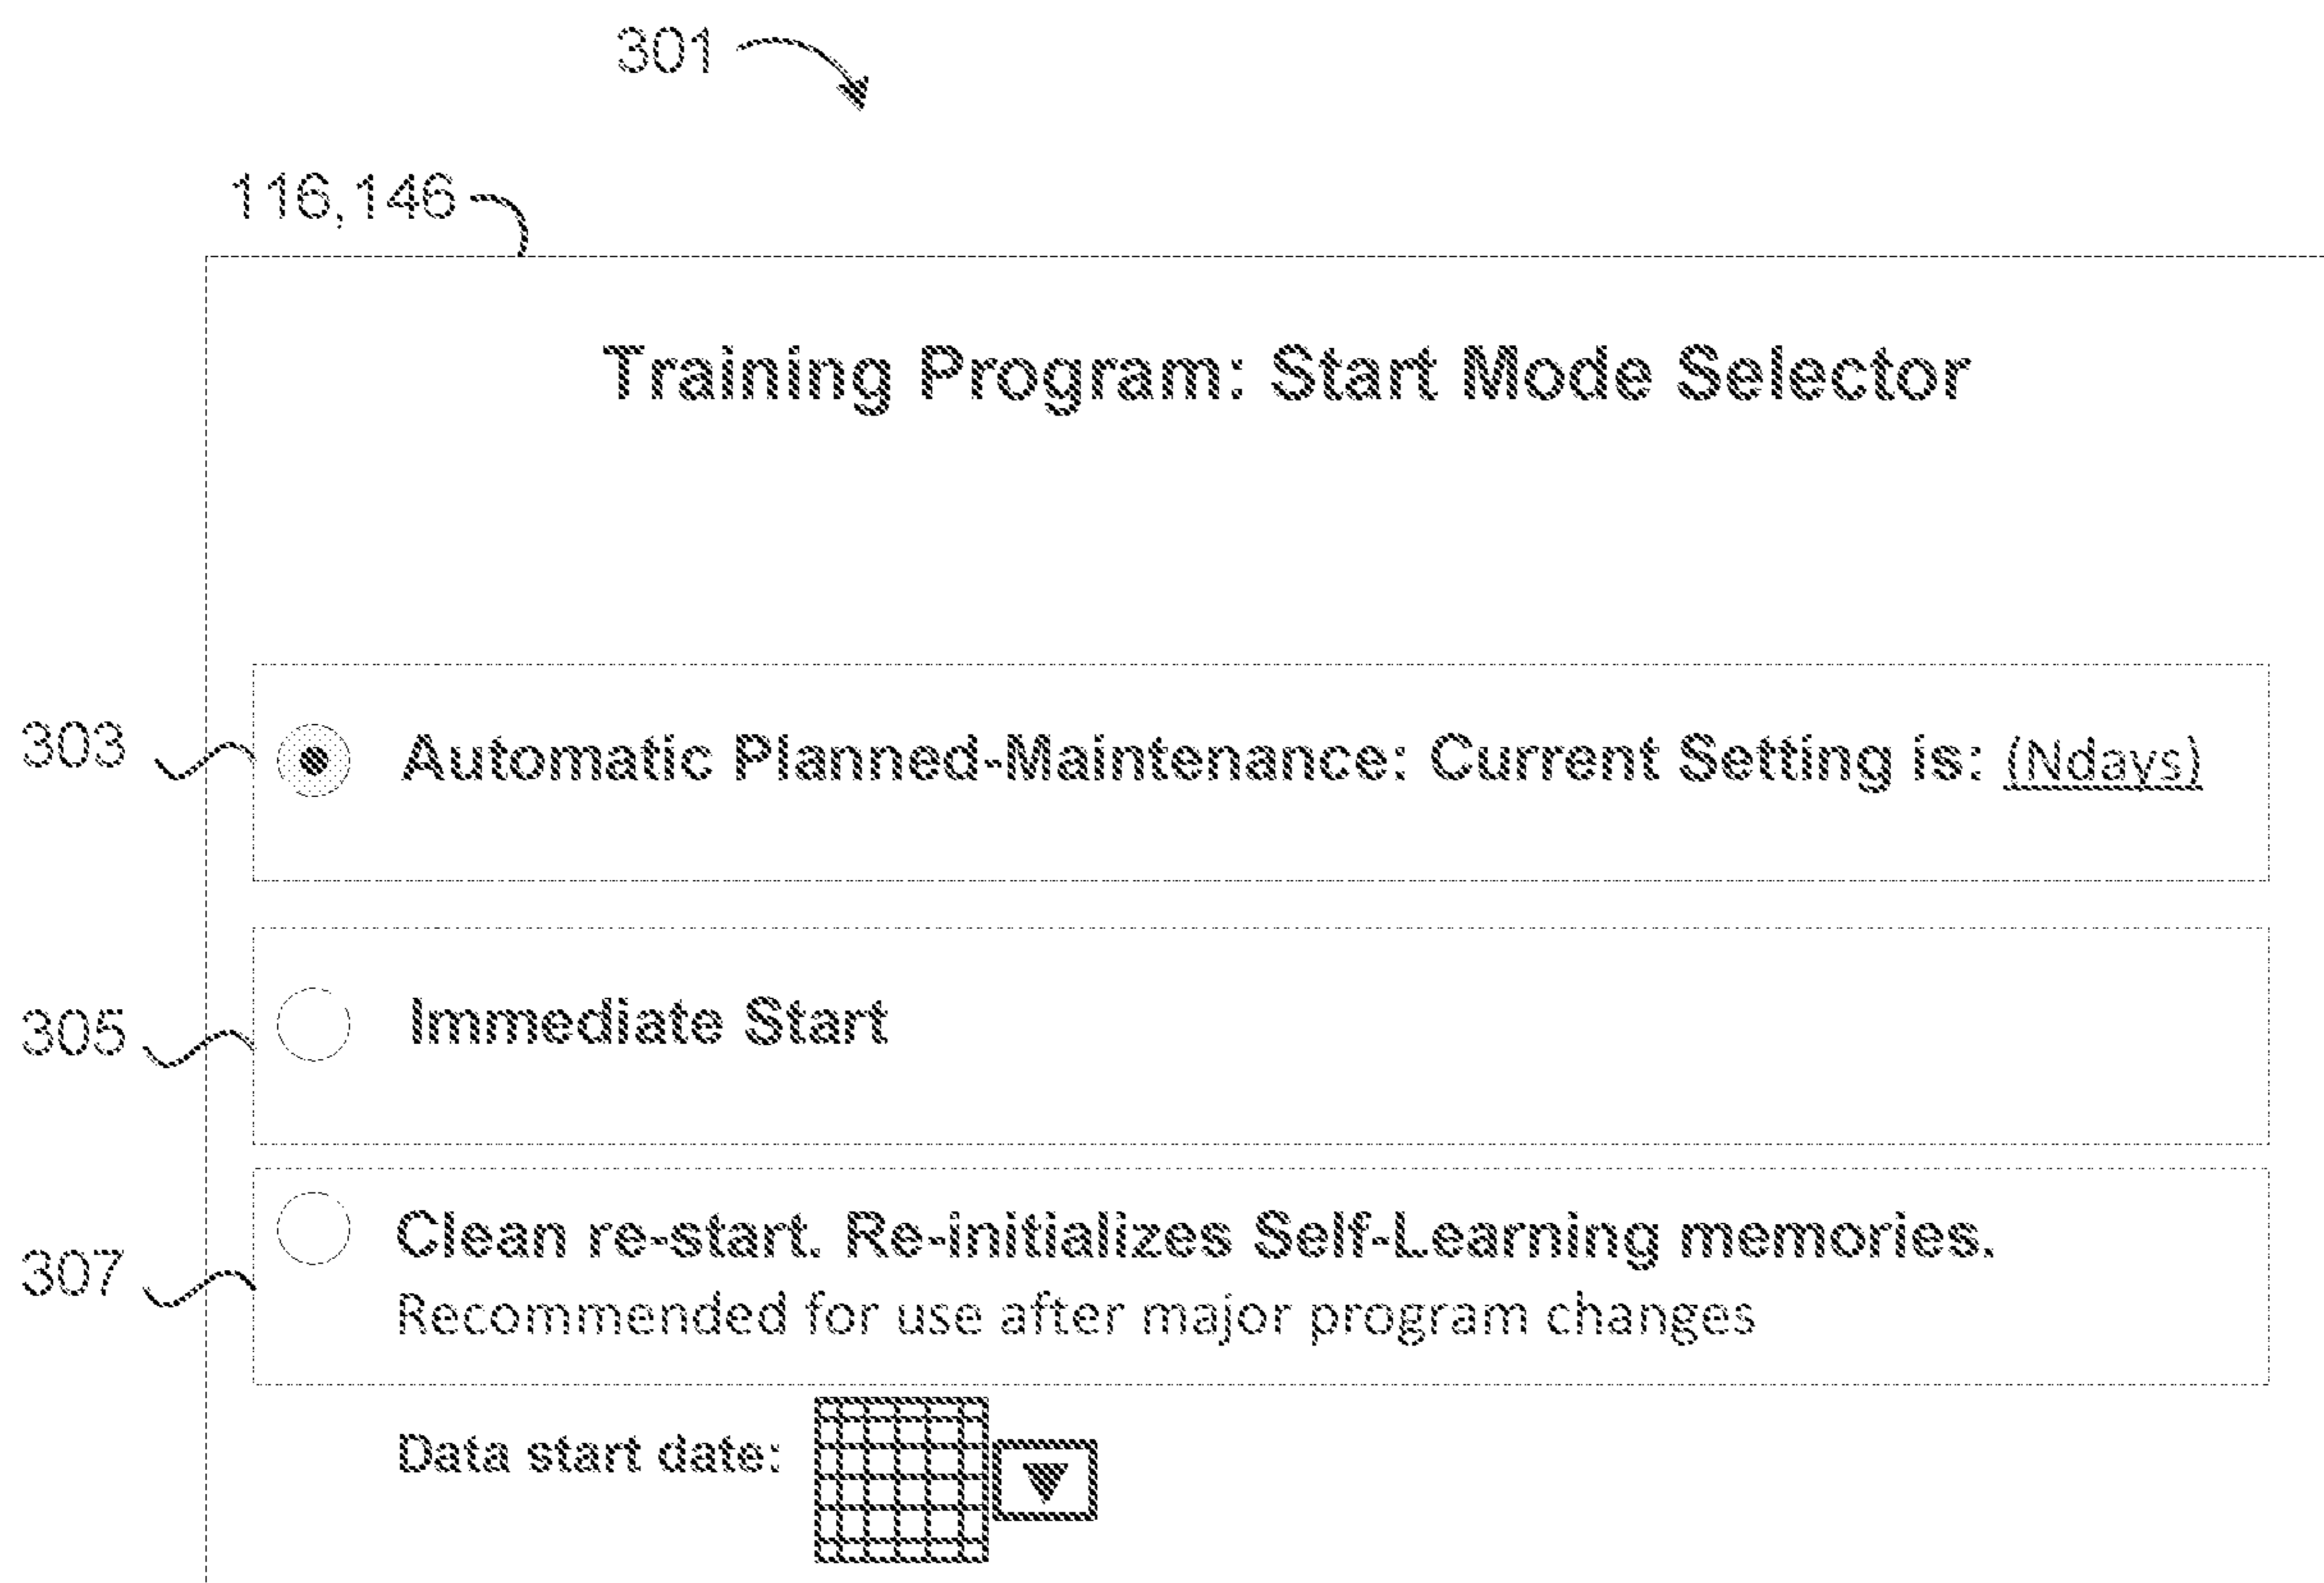 301
116,146
Training Program: Start Mode Selector
303
Automatic Planned-Maintenance: Current Setting is: (Ndays)
305
Immediate Start
307
Clean re-start. Re-initializes Self-Learning memories.
Recommended for use after major program changes
Data start date: